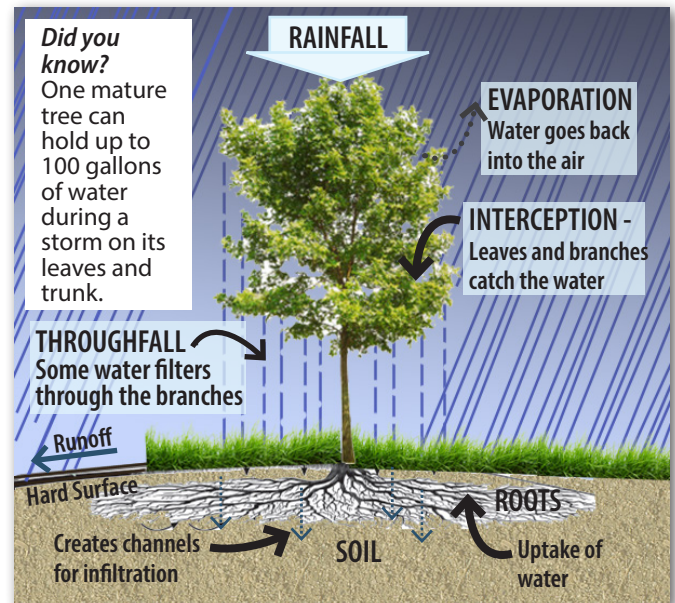 Did you
know?
One mature
tree can
hold up to
100 gallons
of water
during a
storm on its
leaves and
trunk.
RAINFALL
EVAPORATION
Water goes back
into the air
INTERCEPTION -
Leaves and branches
catch the water
THROUGHFALL
Some water filters
through the branches
Runoff
Hard Surface
ROOTS
Creates channels
for infiltration
SOIL
Uptake of
water